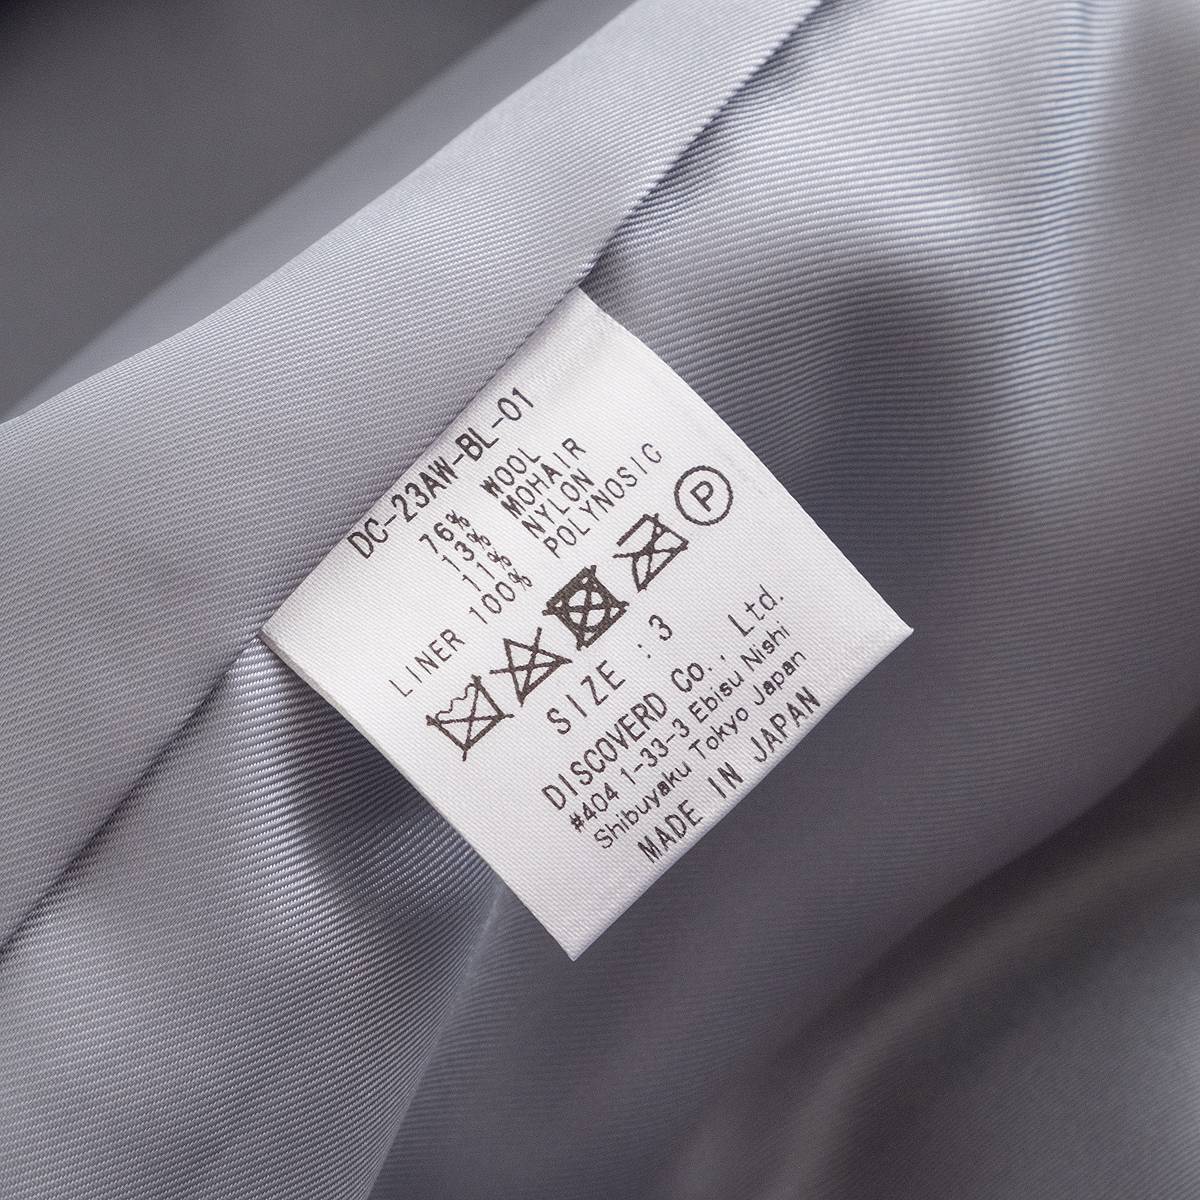 DC-23AW-BL-01
76% WOOL
13% MOHAIR
11% NYLON
LINER 100% POLYNOSIC
P
SIZE : 3
DISCOVERD Co., Ltd.
#404 1-33-3 Ebisu Nishi
Shibuyaku Tokyo Japan
MADE IN JAPAN